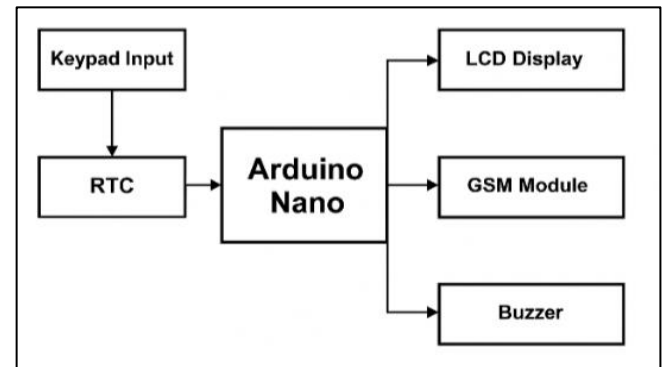 Keypad Input
LCD Display
RTC
Arduino
Nano
GSM Module
Buzzer